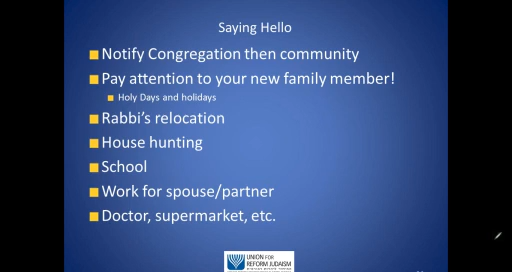 Saying Hello
Notify Congregation then community
Pay attention to your new family member!
Holy Days and holidays
Rabbi's relocation
House hunting
School
Work for spouse/partner
Doctor, supermarket, etc.
UNION FOR
REFORM JUDAISM